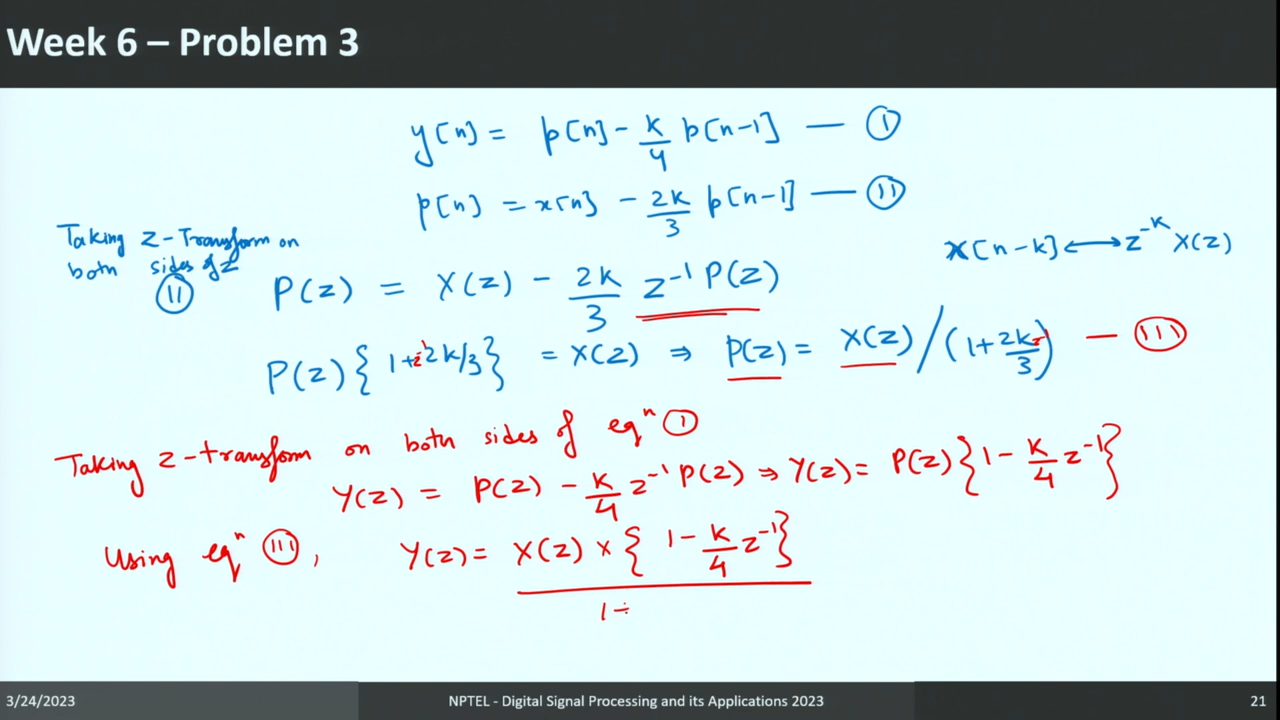 Week 6 – Problem 3
y[n] = p[n] - k/4 p[n-1] — (I)
p[n] = x[n] - 2k/3 p[n-1] — (II)
Taking z-Transform on
both sides of z
(II)
x[n-k] ⟷ z^-k X(z)
P(z) = X(z) - 2k/3 z^-1 P(z)
P(z){1+z^-1 2k/3} = X(z) ⇒ P(z) = X(z)/(1+2k/3 z^-1) — (III)
Taking z-transform on both sides of eq^n (I)
Y(z) = P(z) - k/4 z^-1 P(z) ⇒ Y(z) = P(z){1 - k/4 z^-1}
Using eq^n (III), Y(z) = X(z) x {1 - k/4 z^-1}
1 +
3/24/2023
NPTEL - Digital Signal Processing and its Applications 2023
21